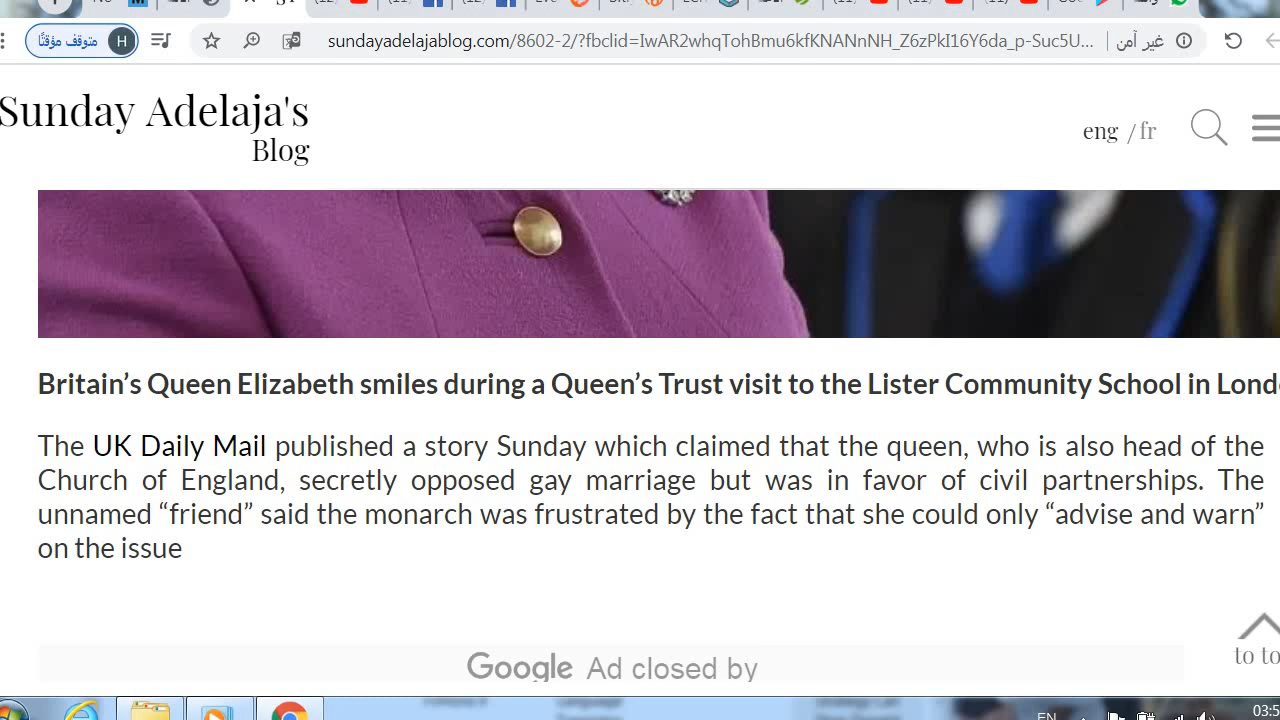 متوقف مؤقتًا
H
sundayadelajablog.com/8602-2/?fbclid=IwAR2whqTohBmu6kfKNANnNH_Z6zPkI16Y6da_p-Suc5U...
غير آمن
Sunday Adelaja's
Blog
eng / fr
Britain’s Queen Elizabeth smiles during a Queen’s Trust visit to the Lister Community School in Lond
The UK Daily Mail published a story Sunday which claimed that the queen, who is also head of the
Church of England, secretly opposed gay marriage but was in favor of civil partnerships. The
unnamed “friend” said the monarch was frustrated by the fact that she could only “advise and warn”
on the issue
to to
Google Ad closed by
EN
03:5